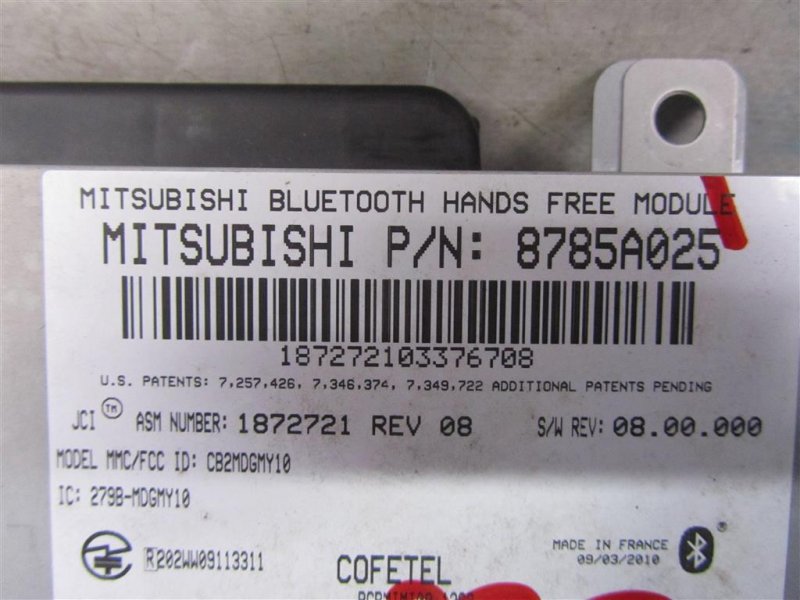 MITSUBISHI BLUETOOTH HANDS FREE MODULE
MITSUBISHI P/N: 8785A025
187272103376708
U.S. PATENTS: 7,257,426, 7,346,374, 7,349,722 ADDITIONAL PATENTS PENDING
JCI ™ ASM NUMBER: 1872721 REV 08 S/W REV: 08.00.000
MODEL MMC/FCC ID: CB2MDGMY10
IC: 279B-MDGMY10
R 202WW09113311
MADE IN FRANCE ®
09/03/2010
COFETEL